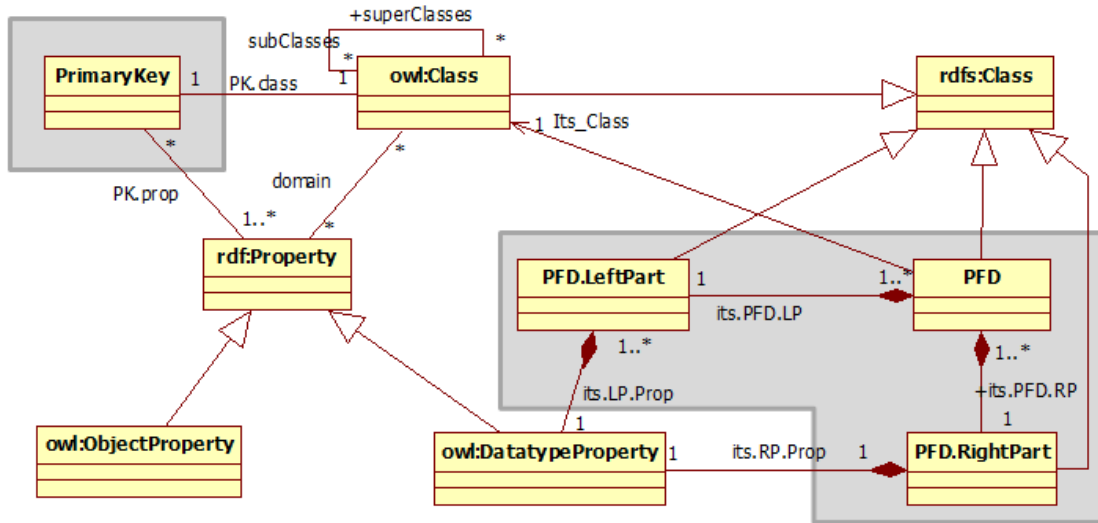 +superClasses
subClasses
*
*
PrimaryKey
1
PK.class
1
owl:Class
rdfs:Class
1
Its_Class
*
*
domain
PK.prop
1..*
*
rdf:Property
PFD.LeftPart
1
1..*
PFD
its.PFD.LP
1..*
1..*
its.LP.Prop
+its.PFD.RP
1
1
owl:ObjectProperty
owl:DatatypeProperty
1
its.RP.Prop
1
PFD.RightPart